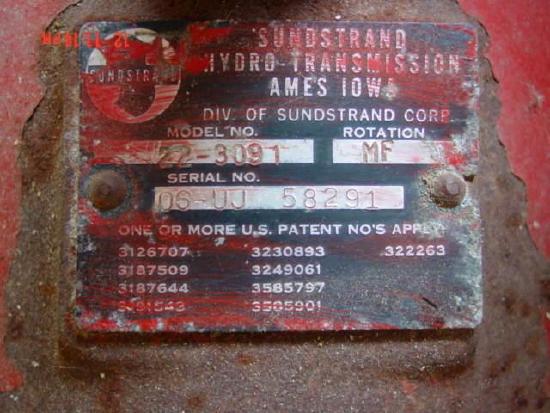 SUNDSTRAND
HYDRO-TRANSMISSION
AMES IOWA
SUNDSTRAND
DIV. OF SUNDSTRAND CORP.
MODEL NO. ROTATION
22-3091 MF
SERIAL NO.
06-UJ 58291
ONE OR MORE U.S. PATENT NO'S APPLY
3126707 3230893 .322263
3187509 3249061
3187644 3585797
3585901